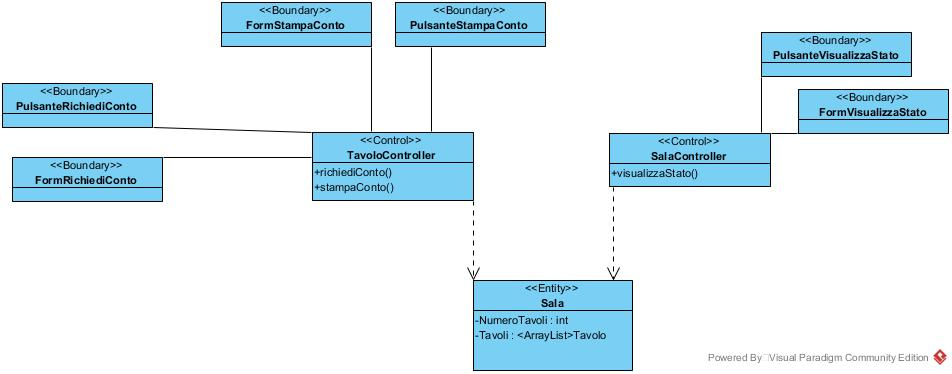 <<Boundary>>
FormStampaConto
<<Boundary>>
PulsanteStampaConto
<<Boundary>>
PulsanteVisualizzaStato
<<Boundary>>
PulsanteRichiediConto
<<Boundary>>
FormVisualizzaStato
<<Control>>
TavoloController
+richiediConto()
+stampaConto()
<<Control>>
SalaController
+visualizzaStato()
<<Boundary>>
FormRichiediConto
<<Entity>>
Sala
-NumeroTavoli : int
-Tavoli : <ArrayList>Tavolo
Powered By Visual Paradigm Community Edition